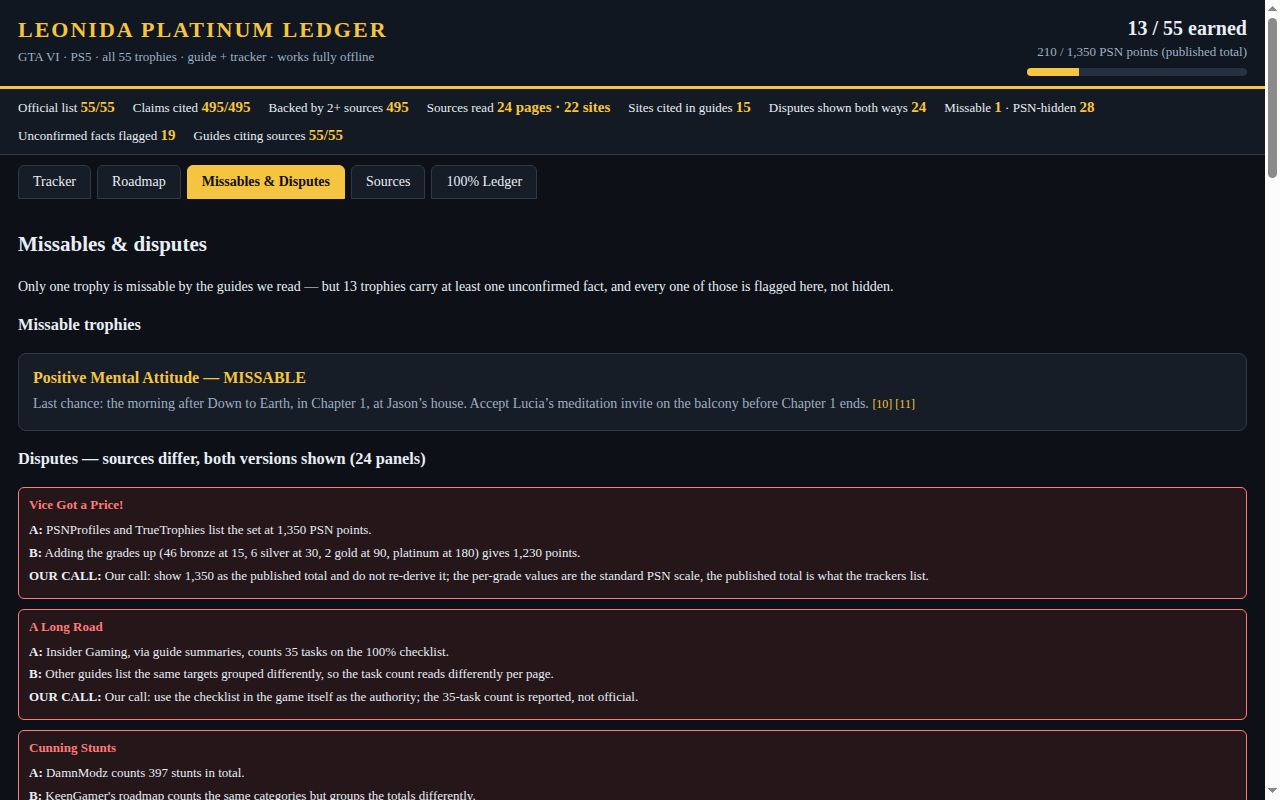 LEONIDA PLATINUM LEDGER
GTA VI · PS5 · all 55 trophies · guide + tracker · works fully offline
13 / 55 earned
210 / 1,350 PSN points (published total)
Official list 55/55 Claims cited 495/495 Backed by 2+ sources 495 Sources read 24 pages · 22 sites Sites cited in guides 15 Disputes shown both ways 24 Missable 1 · PSN-hidden 28
Unconfirmed facts flagged 19 Guides citing sources 55/55
Tracker Roadmap Missables & Disputes Sources 100% Ledger
Missables & disputes
Only one trophy is missable by the guides we read — but 13 trophies carry at least one unconfirmed fact, and every one of those is flagged here, not hidden.
Missable trophies
Positive Mental Attitude — MISSABLE
Last chance: the morning after Down to Earth, in Chapter 1, at Jason’s house. Accept Lucia’s meditation invite on the balcony before Chapter 1 ends. [10] [11]
Disputes — sources differ, both versions shown (24 panels)
Vice Got a Price!
A: PSNProfiles and TrueTrophies list the set at 1,350 PSN points.
B: Adding the grades up (46 bronze at 15, 6 silver at 30, 2 gold at 90, platinum at 180) gives 1,230 points.
OUR CALL: Our call: show 1,350 as the published total and do not re-derive it; the per-grade values are the standard PSN scale, the published total is what the trackers list.
A Long Road
A: Insider Gaming, via guide summaries, counts 35 tasks on the 100% checklist.
B: Other guides list the same targets grouped differently, so the task count reads differently per page.
OUR CALL: Our call: use the checklist in the game itself as the authority; the 35-task count is reported, not official.
Cunning Stunts
A: DamnModz counts 397 stunts in total.
B: KeenGamer's roadmap counts the same categories but groups the totals differently.